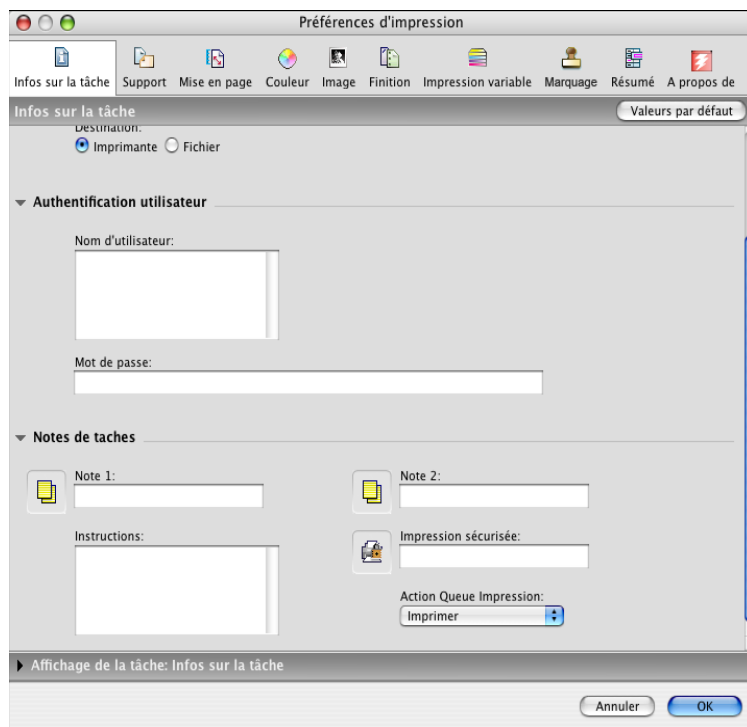 Préférences d'impression
Infos sur la tâche Support Mise en page Couleur Image Finition Impression variable Marquage Résumé A propos de
Infos sur la tâche Valeurs par défaut
Destination:
Imprimante Fichier
Authentification utilisateur
Nom d'utilisateur:
Mot de passe:
Notes de taches
Note 1: Note 2:
Instructions: Impression sécurisée:
Action Queue Impression:
Imprimer
Affichage de la tâche: Infos sur la tâche
Annuler OK